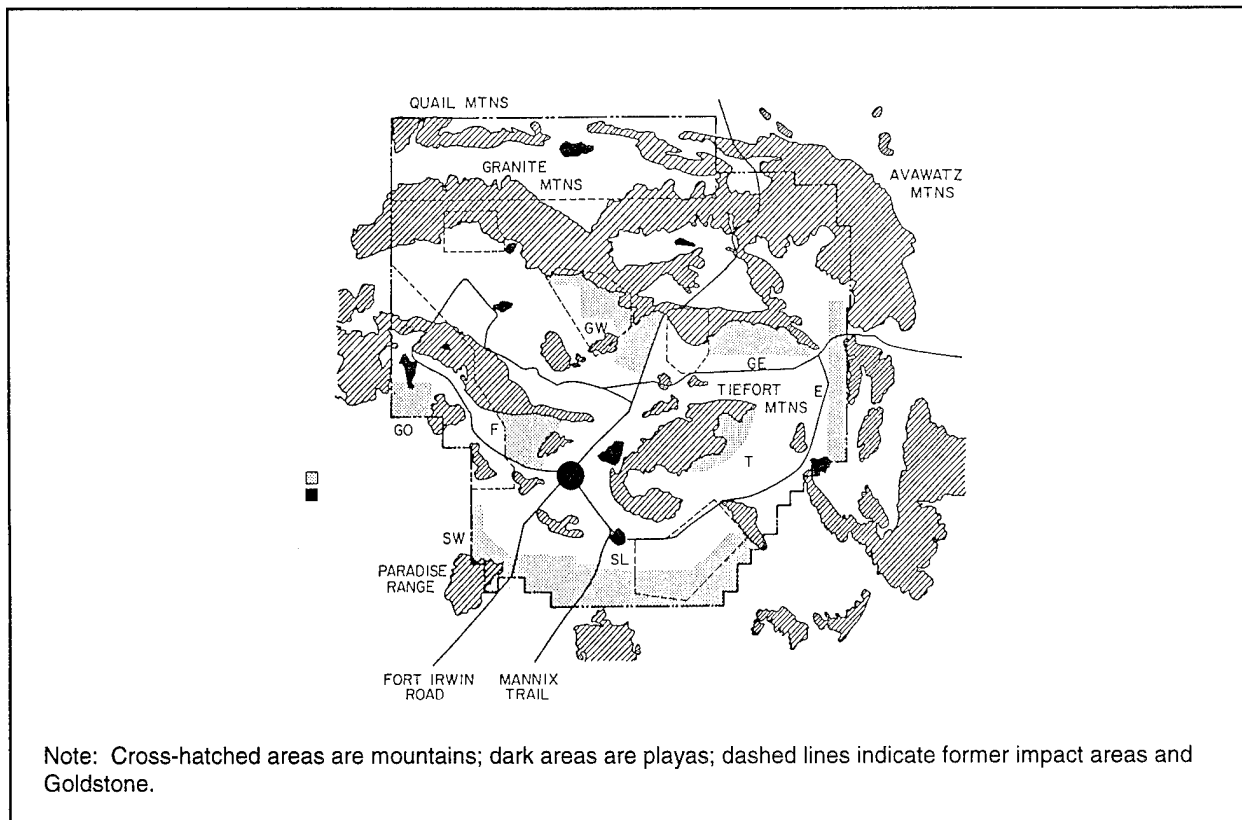 QUAIL MTNS
GRANITE
MTNS
AVAWATZ
MTNS
GW
GE
TIEFORT
MTNS
E
GO
F
T
SW
SL
PARADISE
RANGE
FORT IRWIN
ROAD
MANNIX
TRAIL
Note: Cross-hatched areas are mountains; dark areas are playas; dashed lines indicate former impact areas and
Goldstone.